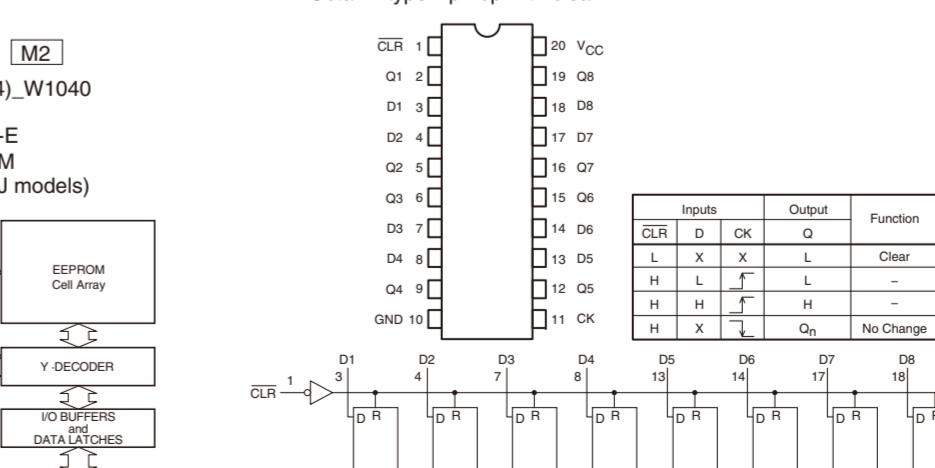 M2
4)_W1040
-E
M
J models)
EEPROM
Cell Array
Y -DECODER
I/O BUFFERS
and
DATA LATCHES
CLR 1
Q1 2
D1 3
D2 4
Q2 5
Q3 6
D3 7
D4 8
Q4 9
GND 10
20 VCC
19 Q8
18 D8
17 D7
16 Q7
15 Q6
14 D6
13 D5
12 Q5
11 CK
Inputs Output Function
CLR D CK Q
L X X L Clear
H L L –
H H H –
H X Qn No Change
D1 D2 D3 D4 D5 D6 D7 D8
3 4 7 8 13 14 17 18
CLR 1
D R D R D R D R D R D R D R D R